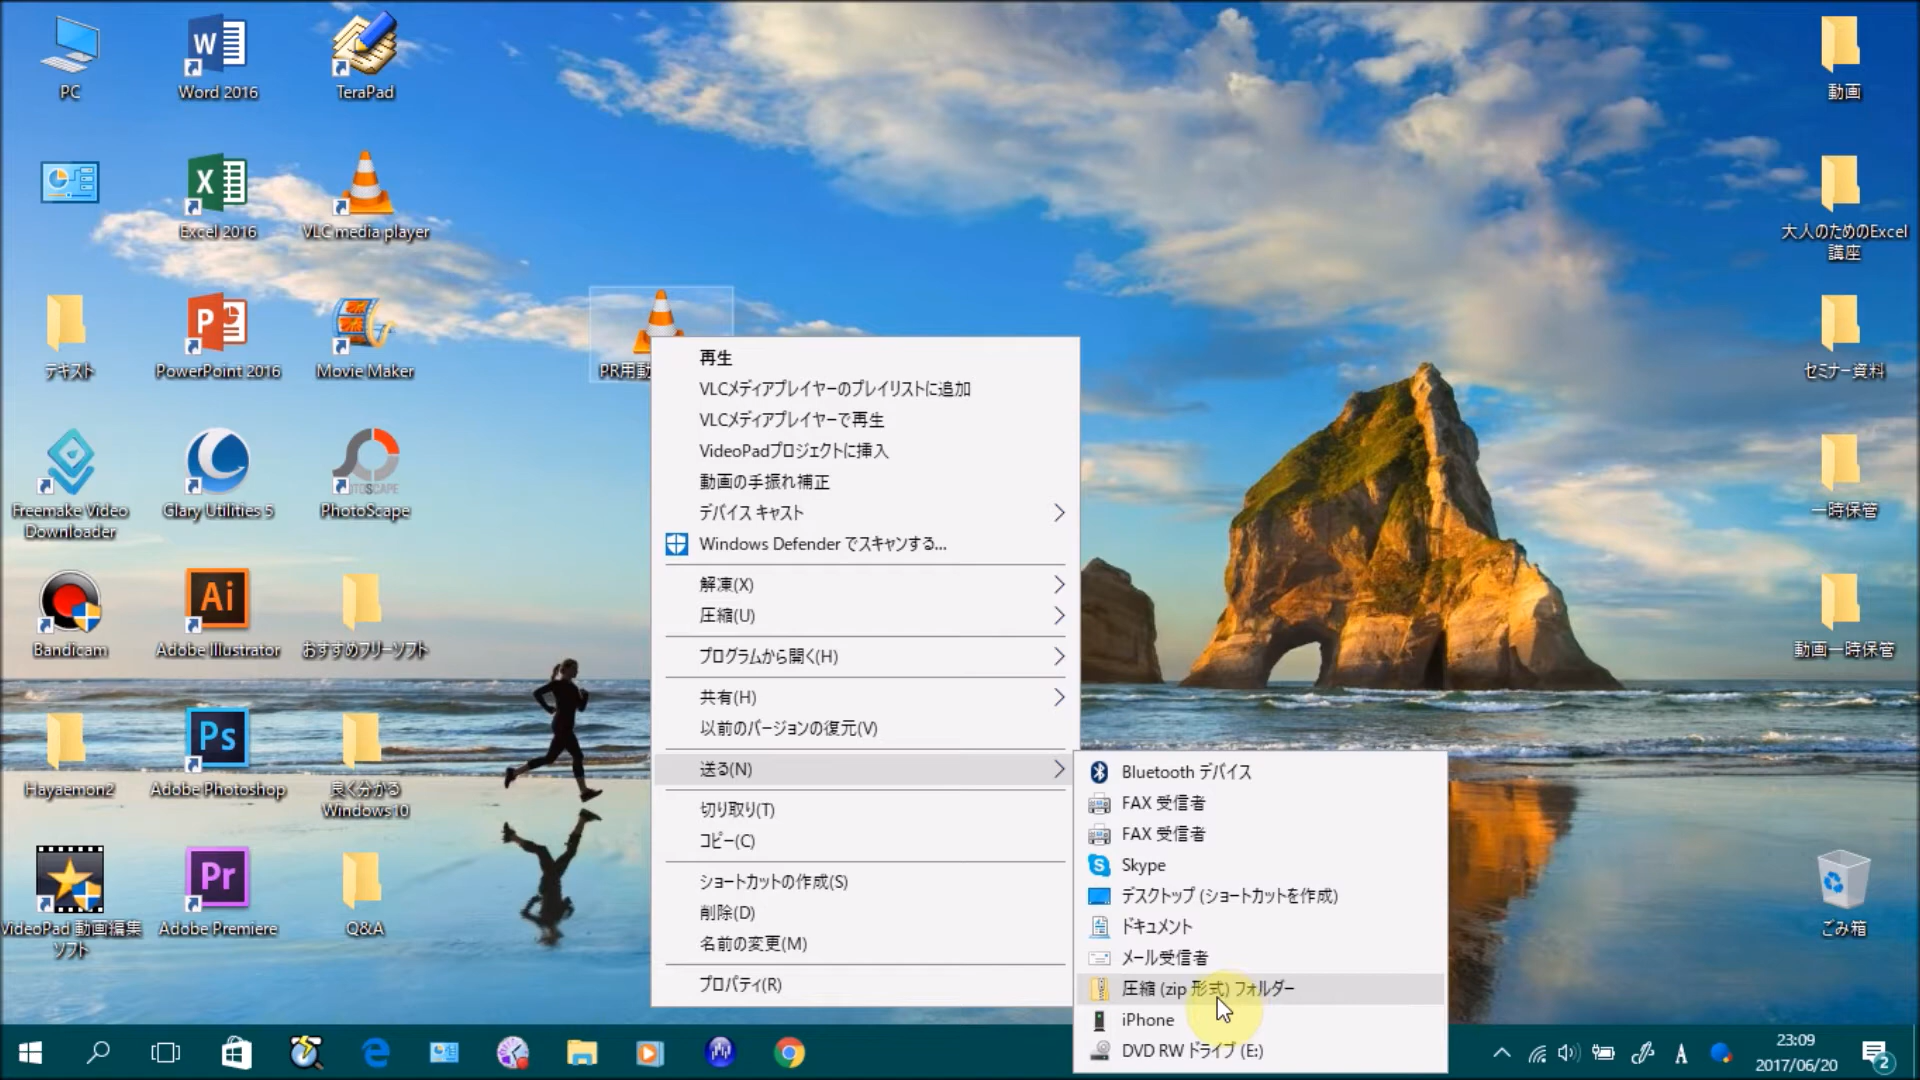 PC
Word 2016
TeraPad
Excel 2016
VLC media player
テキスト
PowerPoint 2016
Movie Maker
Freemake Video
Downloader
Glary Utilities 5
PhotoScape
Bandicam
Adobe Illustrator
おすすめフリーソフト
Hayaemon2
Adobe Photoshop
良く分かる
Windows10
VideoPad 動画編集
ソフト
Adobe Premiere
Q&A
PR用動
再生
VLCメディアプレイヤーのプレイリストに追加
VLCメディアプレイヤーで再生
VideoPadプロジェクトに挿入
動画の手振れ補正
デバイス キャスト
Windows Defender でスキャンする...
解凍(X)
圧縮(U)
プログラムから開く(H)
共有(H)
以前のバージョンの復元(V)
送る(N)
切り取り(T)
コピー(C)
ショートカットの作成(S)
削除(D)
名前の変更(M)
プロパティ(R)
Bluetooth デバイス
FAX 受信者
FAX 受信者
Skype
デスクトップ (ショートカットを作成)
ドキュメント
メール受信者
圧縮 (zip 形式) フォルダー
iPhone
DVD RW ドライブ (E:)
動画
大人のためのExcel
講座
セミナー資料
一時保管
動画一時保管
ごみ箱
A
23:09
2017/06/20
2